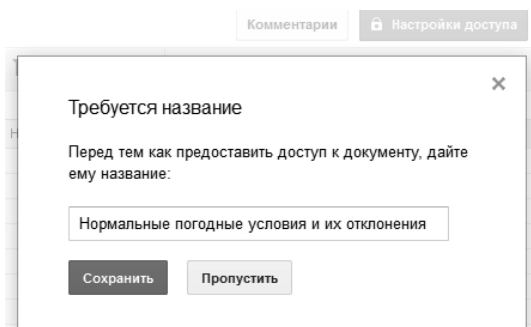 Комментарии
Настройки доступа
Требуется название
Перед тем как предоставить доступ к документу, дайте
ему название:
Нормальные погодные условия и их отклонения
Сохранить
Пропустить